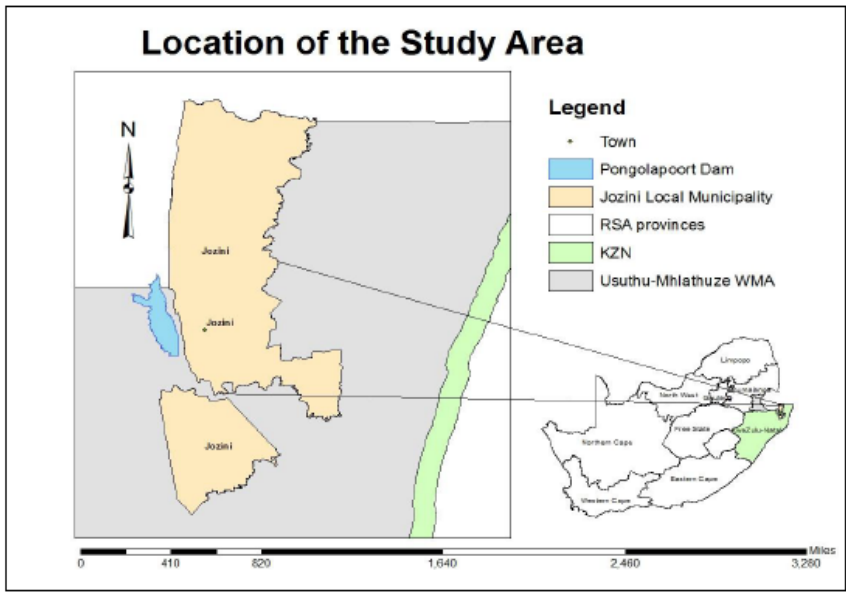 Location of the Study Area
N
Jozini
Jozini
Jozini
Legend
Town
Pongolapoort Dam
Jozini Local Municipality
RSA provinces
KZN
Usuthu-Mhlathuze WMA
Limpopo
North West
Free State
Northern Cape
Eastern Cape
Western Cape
Miles
0 410 820 1,640 2,460 3,280